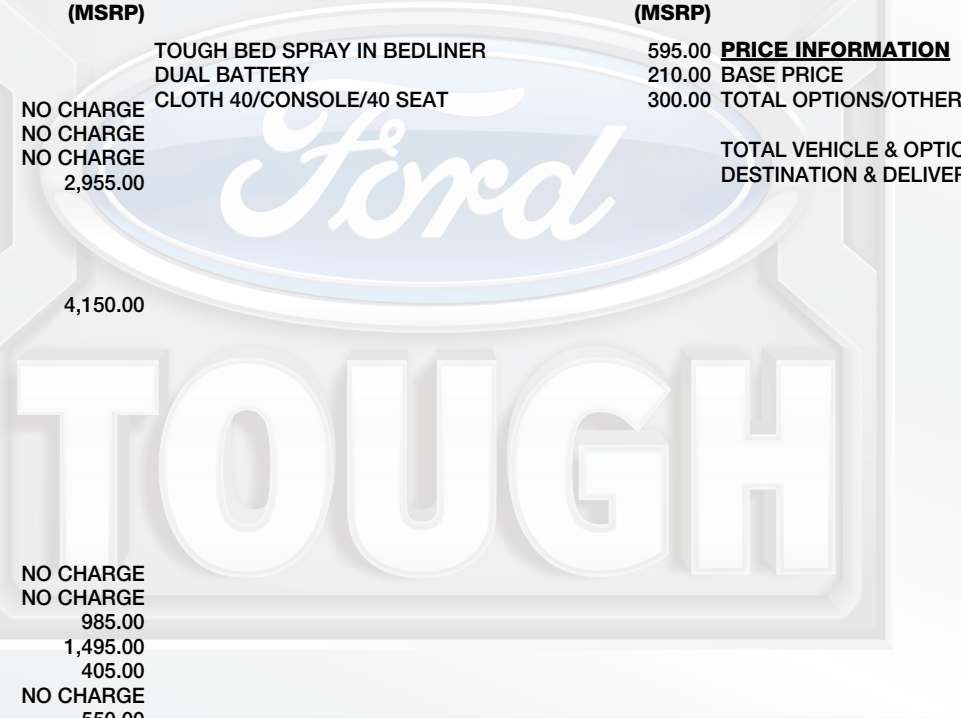 (MSRP)
NO CHARGE
NO CHARGE
NO CHARGE
2,955.00
4,150.00
NO CHARGE
NO CHARGE
985.00
1,495.00
405.00
NO CHARGE
550.00
(MSRP)
TOUGH BED SPRAY IN BEDLINER 595.00
DUAL BATTERY 210.00
CLOTH 40/CONSOLE/40 SEAT 300.00
PRICE INFORMATION
BASE PRICE
TOTAL OPTIONS/OTHER
TOTAL VEHICLE & OPTIO
DESTINATION & DELIVER
Ford
TOUGH